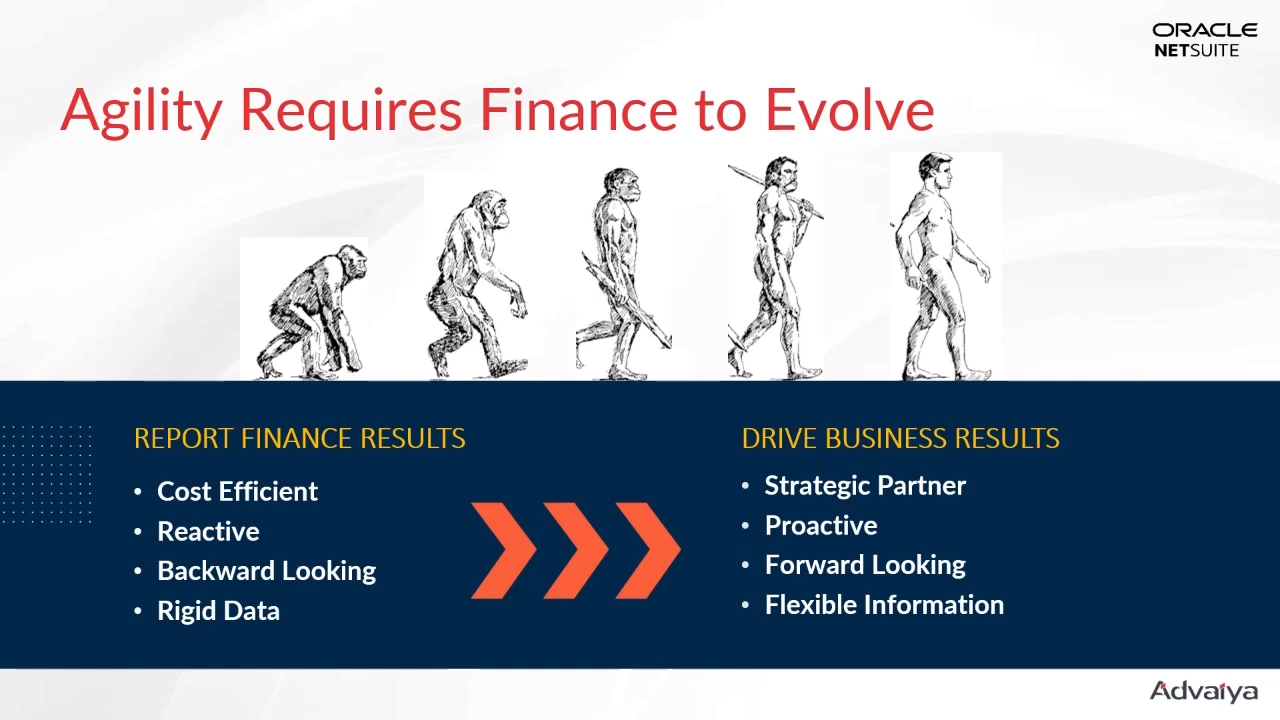 ORACLE
NETSUITE
Agility Requires Finance to Evolve
REPORT FINANCE RESULTS
• Cost Efficient
• Reactive
• Backward Looking
• Rigid Data
DRIVE BUSINESS RESULTS
• Strategic Partner
• Proactive
• Forward Looking
• Flexible Information
Advaiya